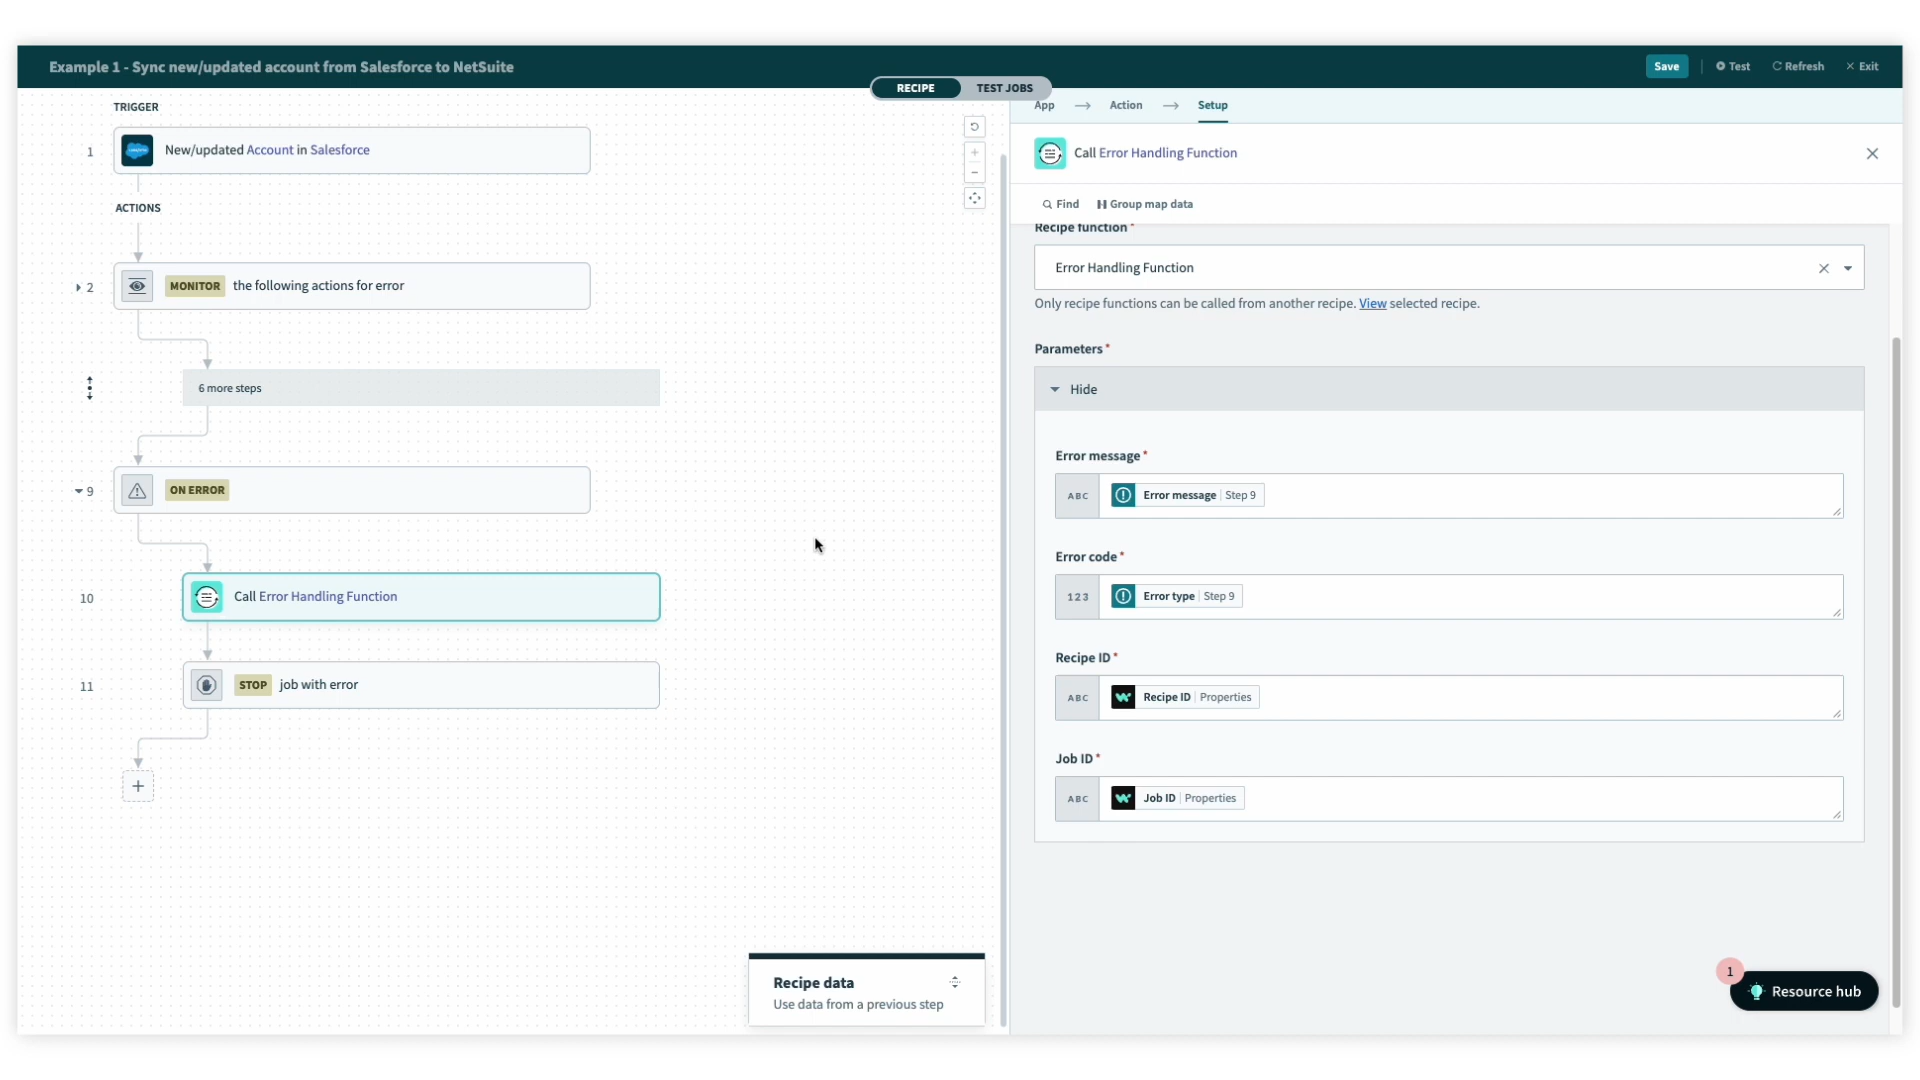 Example 1 - Sync new/updated account from Salesforce to NetSuite
Save
Test
Refresh
Exit
RECIPE
TEST JOBS
TRIGGER
1
New/updated Account in Salesforce
ACTIONS
2
MONITOR the following actions for error
6 more steps
9
ON ERROR
10
Call Error Handling Function
11
STOP job with error
+
Recipe data
Use data from a previous step
App
Action
Setup
Call Error Handling Function
Find
Group map data
Recipe function *
Error Handling Function
Only recipe functions can be called from another recipe. View selected recipe.
Parameters *
Hide
Error message *
ABC
Error message | Step 9
Error code *
123
Error type | Step 9
Recipe ID *
ABC
Recipe ID | Properties
Job ID *
ABC
Job ID | Properties
1
Resource hub